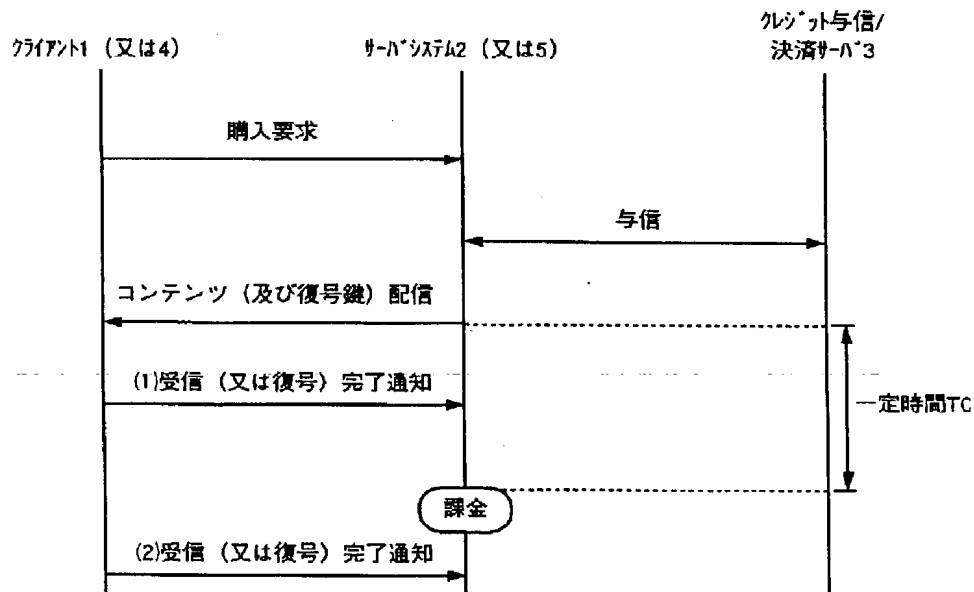 クライアント1（又は4）
サーバシステム2（又は5）
クレジット与信/
決済サーバ3
購入要求
与信
コンテンツ（及び復号鍵）配信
(1)受信（又は復号）完了通知
一定時間TC
課金
(2)受信（又は復号）完了通知